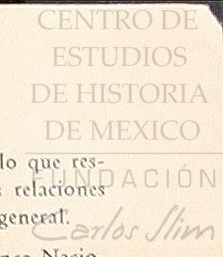 CENTRO DE
ESTUDIOS
DE HISTORIA
DE MEXICO
lo que res-
relaciones
FUNDACIÓN
general.
Carlos Slim